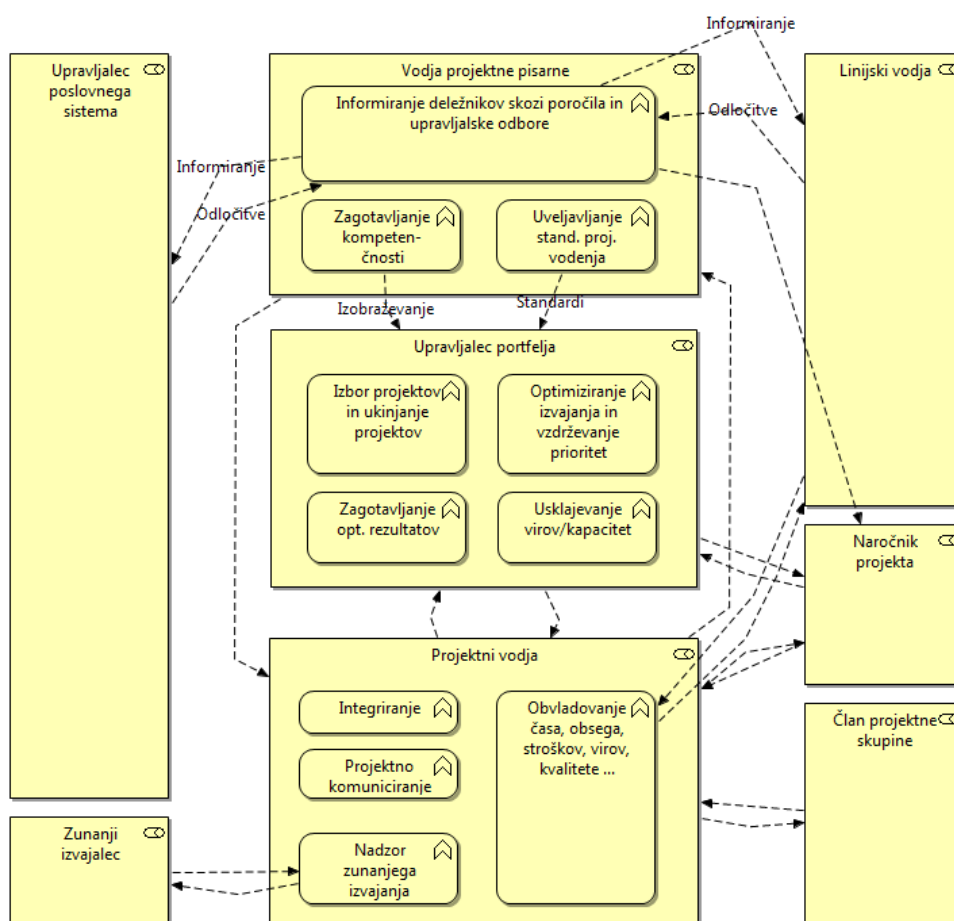 Informiranje
Upravljalec
poslovnega
sistema
Vodja projektne pisarne
Linijski vodja
Informiranje deležnikov skozi poročila in
upravljalske odbore
Odločitve
Informiranje
Odločitve
Zagotavljanje
kompeten-
čnosti
Uveljavljanje
stand. proj.
vodenja
Izobraževanje
Standardi
Upravljalec portfelja
Izbor projektov
in ukinjanje
projektov
Optimiziranje
izvajanja in
vzdrževanje
prioritet
Zagotavljanje
opt. rezultatov
Usklajevanje
virov/kapacitet
Naročnik
projekta
Projektni vodja
Integriranje
Projektno
komuniciranje
Nadzor
zunanjega
izvajanja
Obvladovanje
časa, obsega,
stroškov, virov,
kvalitete ...
Član projektne
skupine
Zunanji
izvajalec